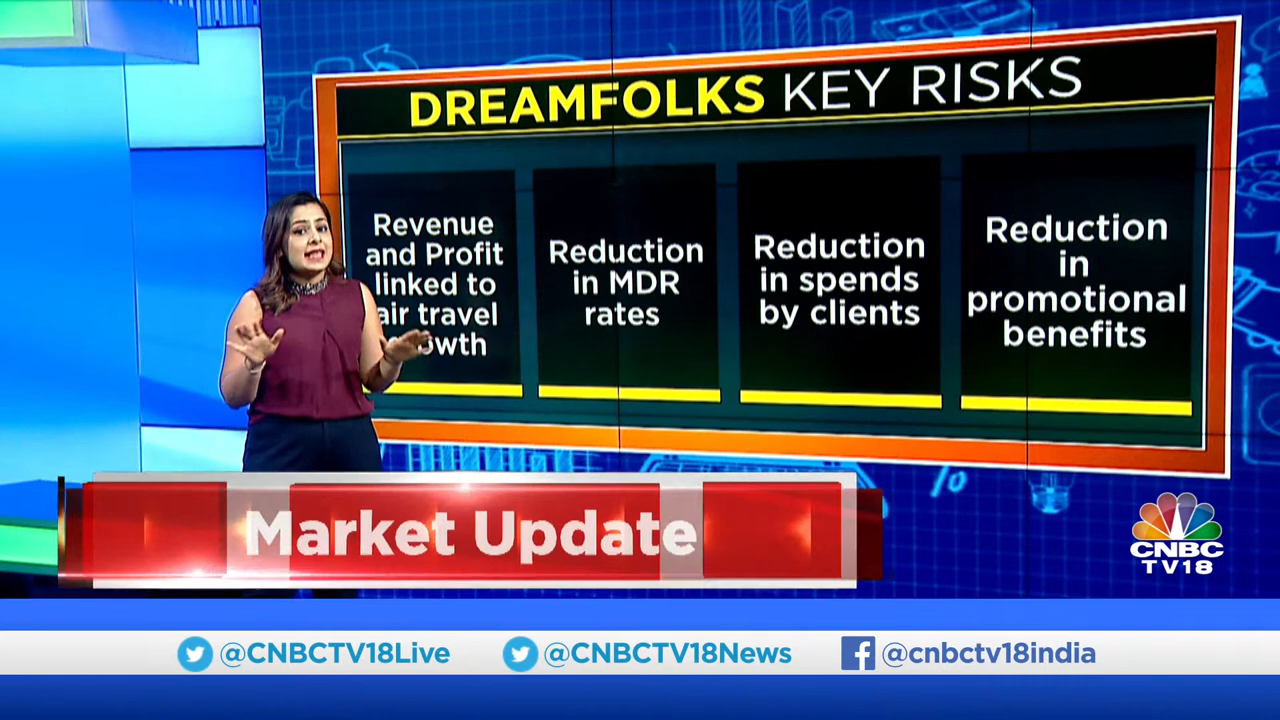 DREAMFOLKS KEY RISKS
Revenue
and Profit
linked to
air travel
Reduction
in MDR
rates
Reduction
in spends
by clients
Reduction
in
promotional
benefits
Market Update
CNBC
TV18
%
@CNBCTV18Live
@CNBCTV18News
@cnbctv18india